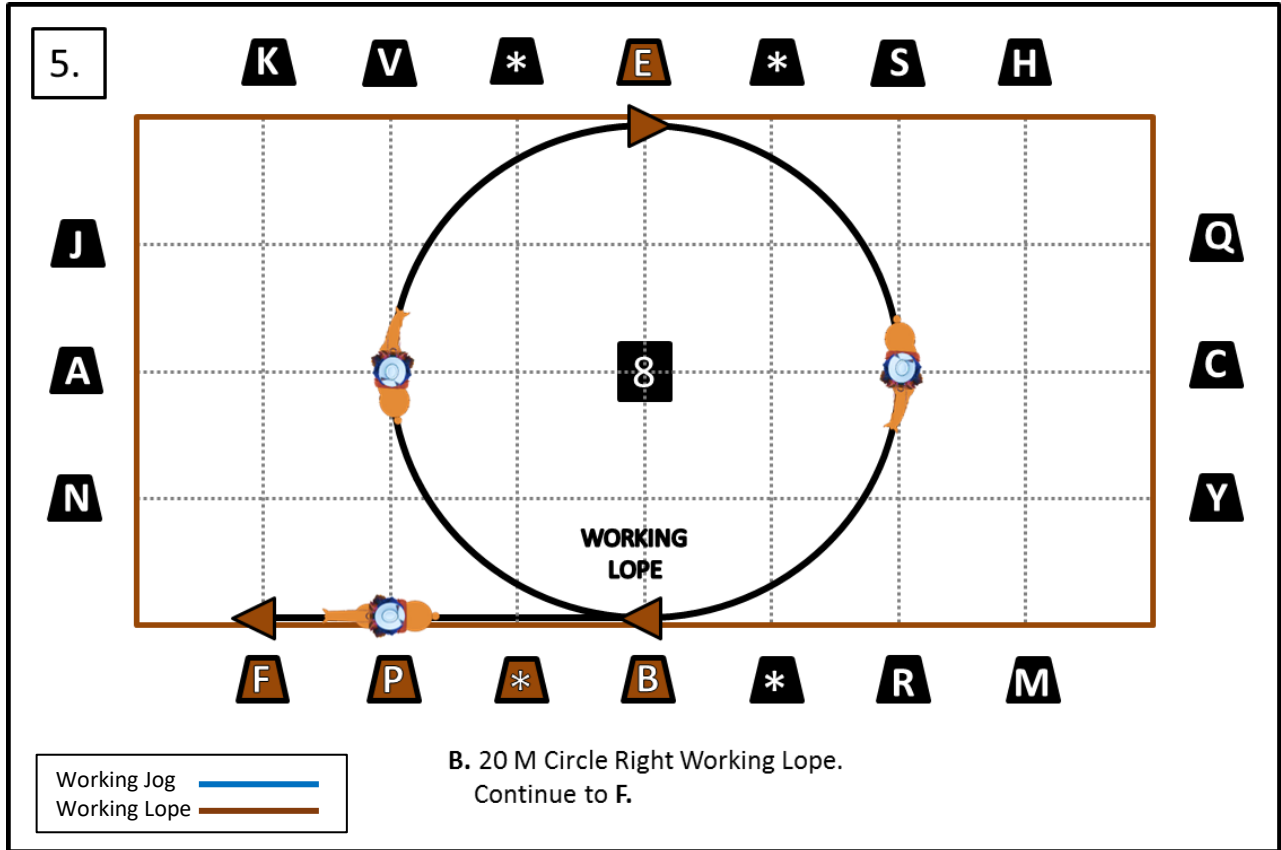 5.
K V * E * S H
J Q
A 8 C
N Y
WORKING
LOPE
F P * B * R M
B. 20 M Circle Right Working Lope.
Continue to F.
Working Jog
Working Lope